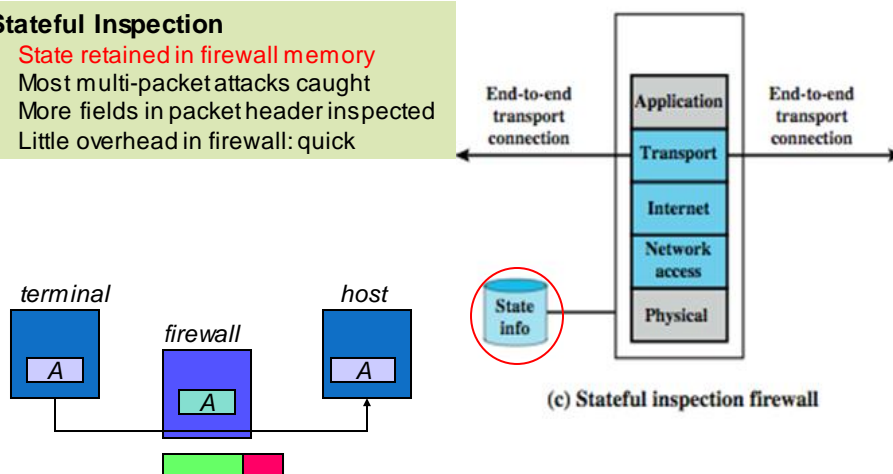 Stateful Inspection
State retained in firewall memory
Most multi-packet attacks caught
More fields in packet header inspected
Little overhead in firewall: quick
End-to-end
transport
connection
Application
Transport
Internet
Network
access
Physical
End-to-end
transport
connection
State
info
(c) Stateful inspection firewall
terminal
A
firewall
A
host
A